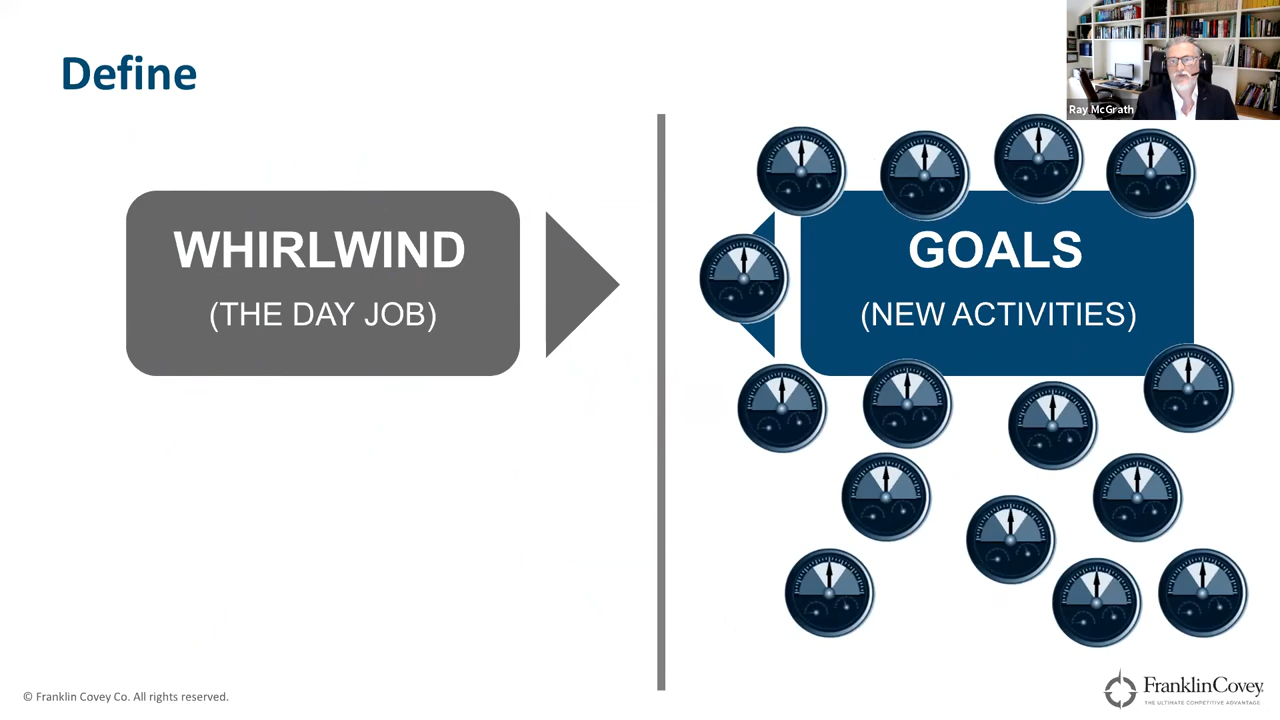 Define
Ray McGrath
WHIRLWIND
(THE DAY JOB)
GOALS
(NEW ACTIVITIES)
© Franklin Covey Co. All rights reserved.
FranklinCovey
THE ULTIMATE COMPETITIVE ADVANTAGE